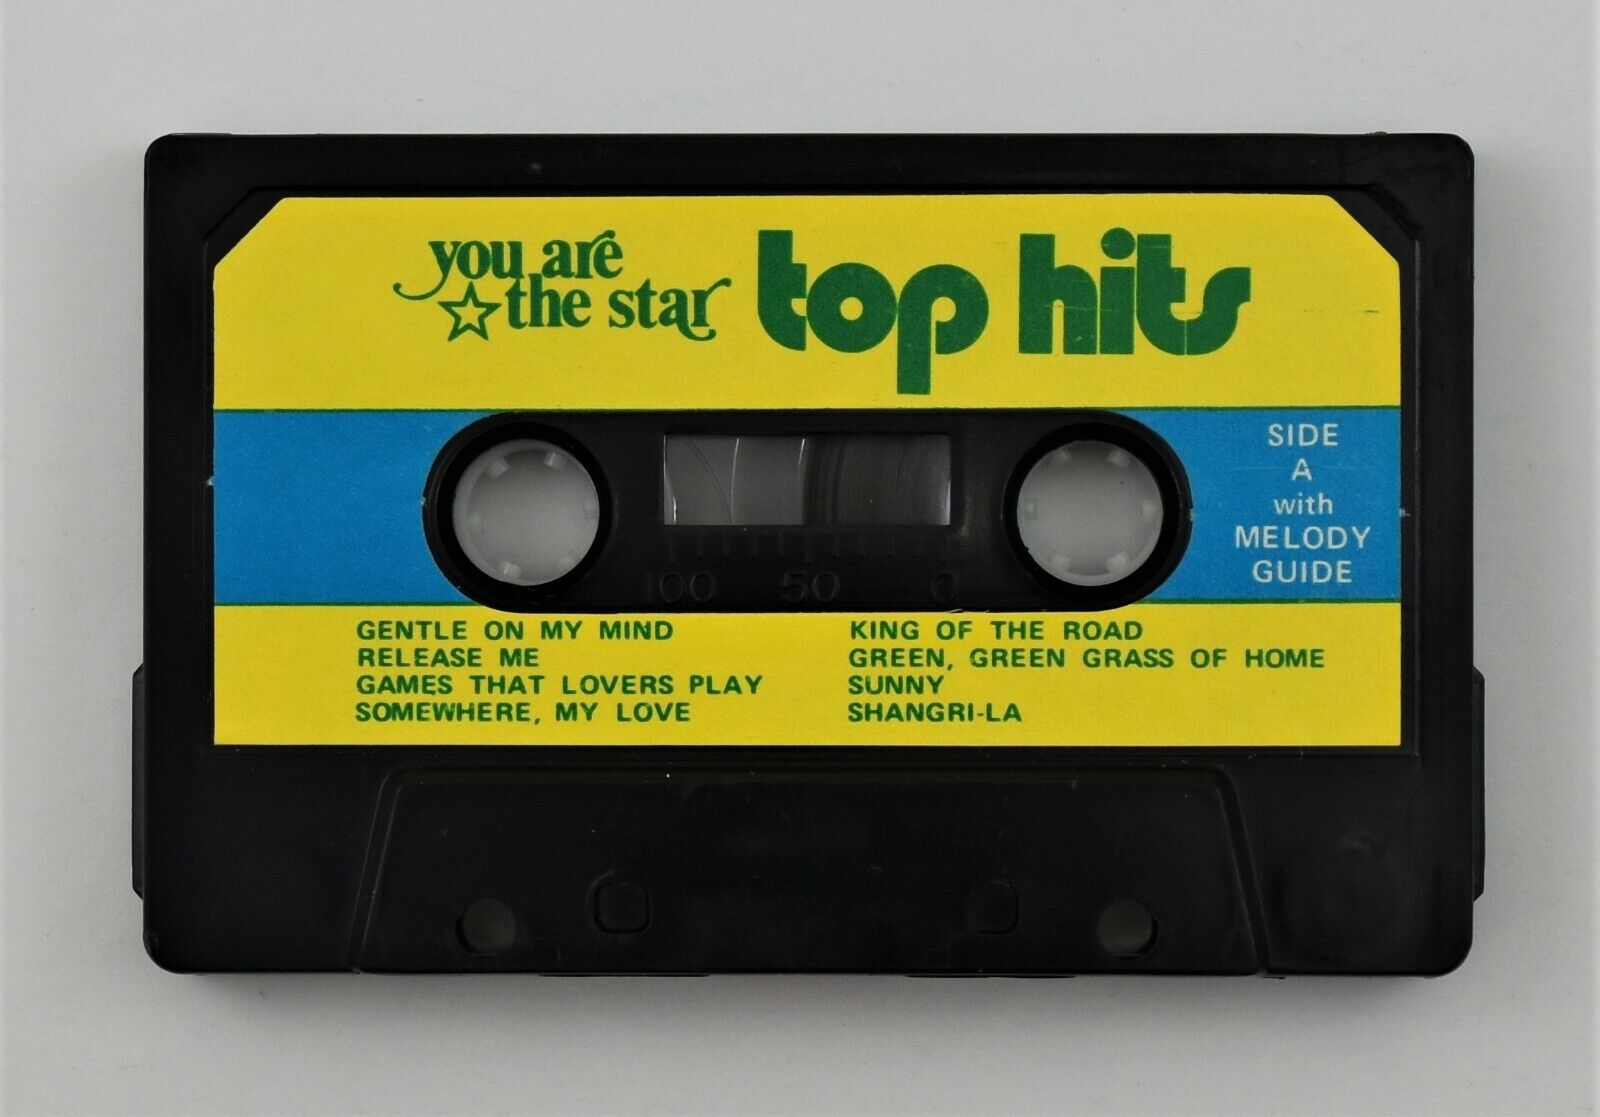 you are
the star
top hits
SIDE
A
with
MELODY
GUIDE
100 50 0
GENTLE ON MY MIND
RELEASE ME
GAMES THAT LOVERS PLAY
SOMEWHERE, MY LOVE
KING OF THE ROAD
GREEN, GREEN GRASS OF HOME
SUNNY
SHANGRI-LA